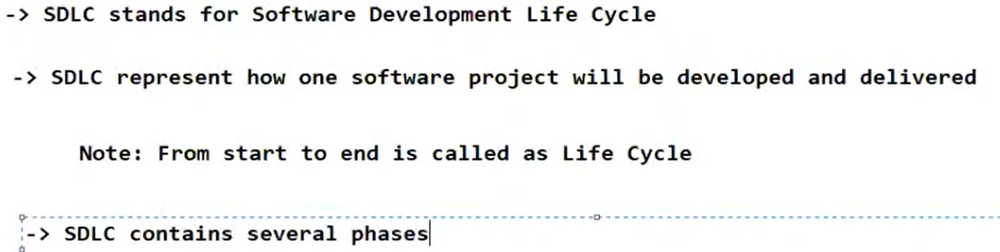 -> SDLC stands for Software Development Life Cycle
-> SDLC represent how one software project will be developed and delivered
Note: From start to end is called as Life Cycle
-> SDLC contains several phases